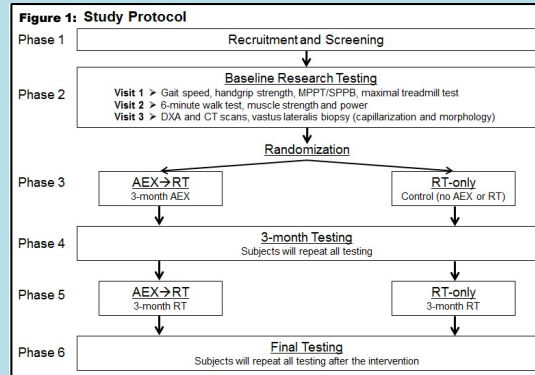 Figure 1: Study Protocol
Phase 1
Recruitment and Screening
Phase 2
Baseline Research Testing
Visit 1 ➢ Gait speed, handgrip strength, MPPT/SPPB, maximal treadmill test
Visit 2 ➢ 6-minute walk test, muscle strength and power
Visit 3 ➢ DXA and CT scans, vastus lateralis biopsy (capillarization and morphology)
Randomization
Phase 3
AEX→RT
3-month AEX
RT-only
Control (no AEX or RT)
Phase 4
3-month Testing
Subjects will repeat all testing
Phase 5
AEX→RT
3-month RT
RT-only
3-month RT
Phase 6
Final Testing
Subjects will repeat all testing after the intervention